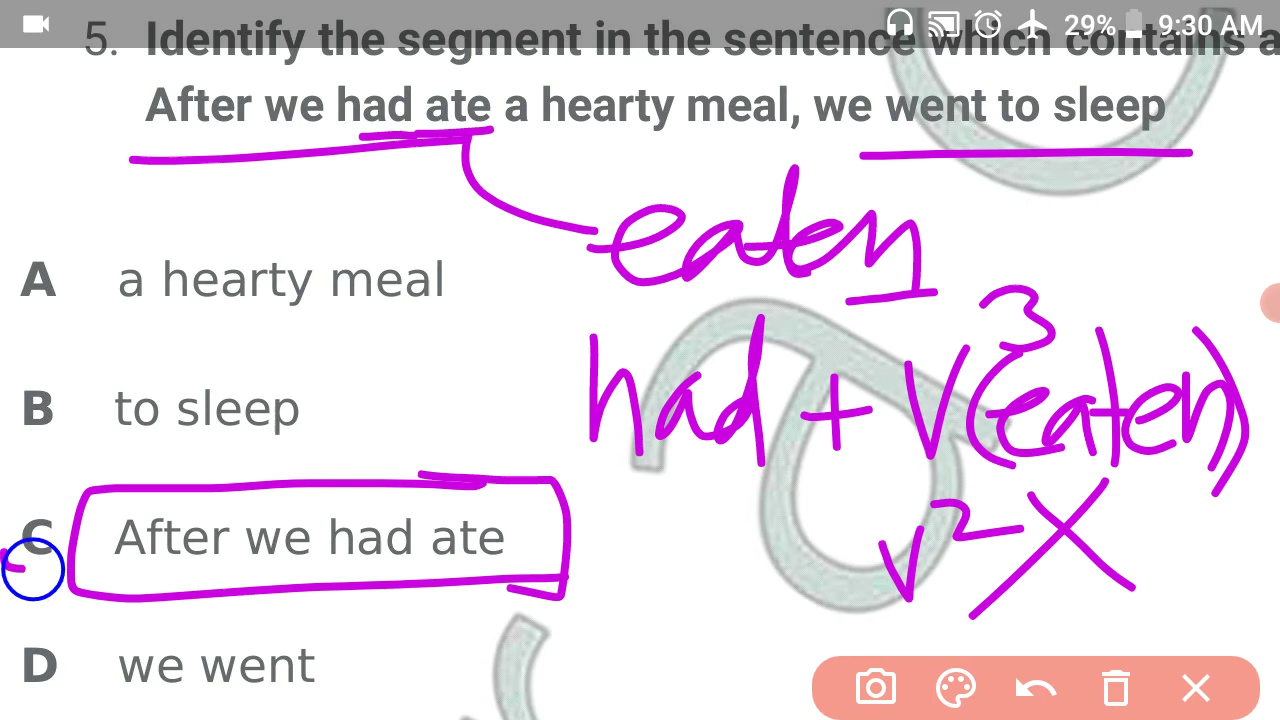 29% 9:30 AM
5. Identify the segment in the sentence which contains a
After we had ate a hearty meal, we went to sleep
eaten
A a hearty meal
had + V3 (eaten)
B to sleep
V2 X
C After we had ate
D we went